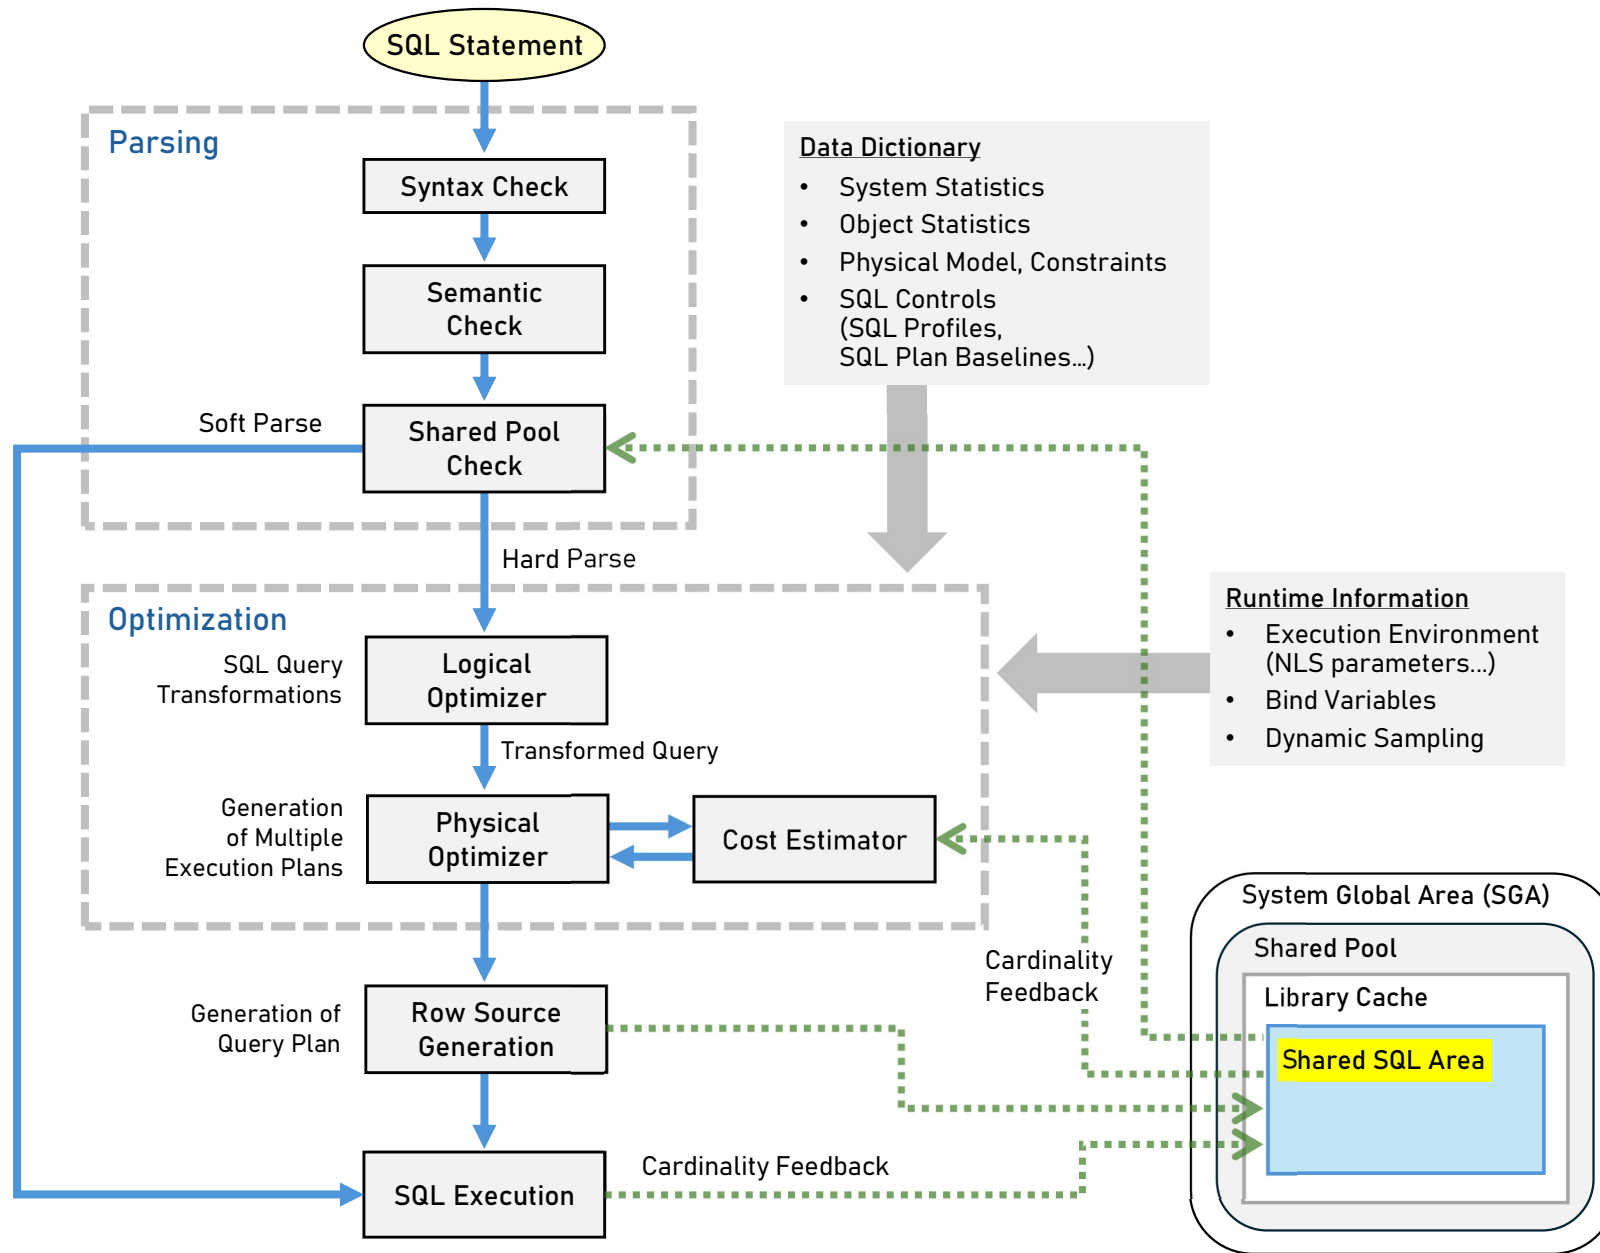 SQL Statement
Parsing
Syntax Check
Semantic
Check
Soft Parse
Shared Pool
Check
Hard Parse
Data Dictionary
• System Statistics
• Object Statistics
• Physical Model, Constraints
• SQL Controls
(SQL Profiles,
SQL Plan Baselines...)
Optimization
SQL Query
Transformations
Logical
Optimizer
Transformed Query
Generation
of Multiple
Execution Plans
Physical
Optimizer
Cost Estimator
Runtime Information
• Execution Environment
(NLS parameters...)
• Bind Variables
• Dynamic Sampling
Cardinality
Feedback
Generation of
Query Plan
Row Source
Generation
SQL Execution
Cardinality Feedback
System Global Area (SGA)
Shared Pool
Library Cache
Shared SQL Area